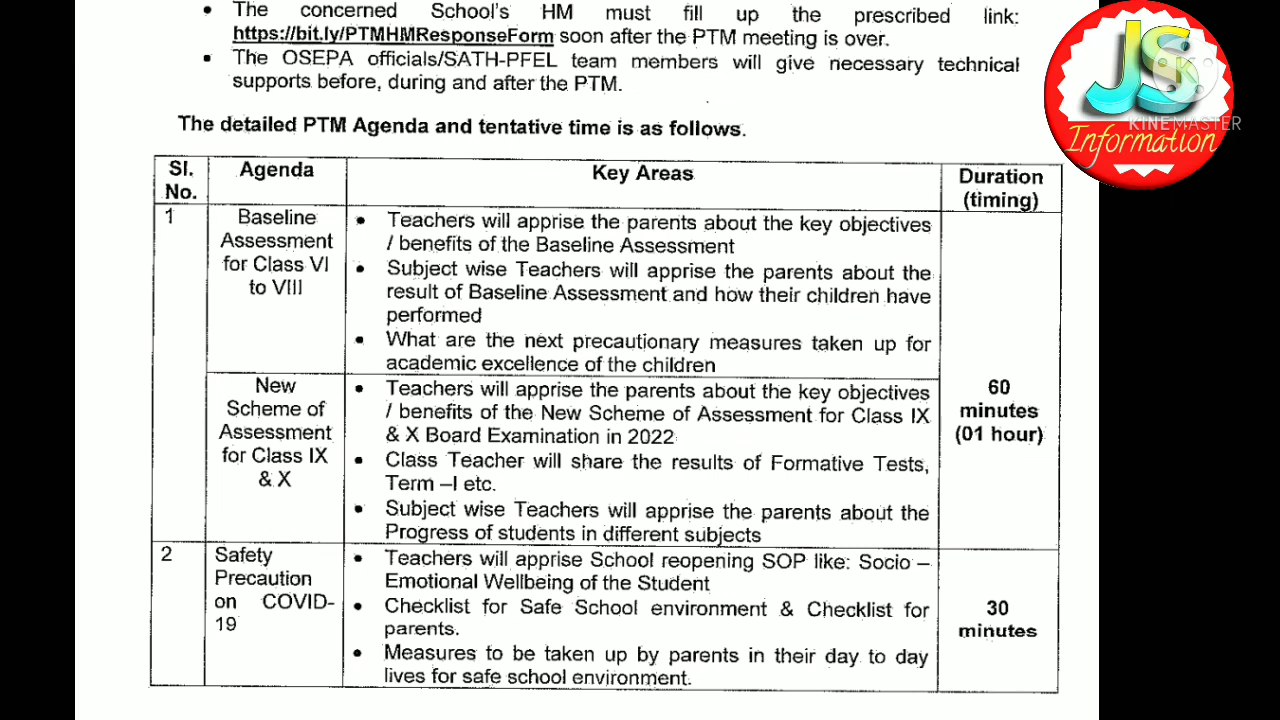 • The concerned School's HM must fill up the prescribed link:
https://bit.ly/PTMHMResponseForm soon after the PTM meeting is over.
• The OSEPA officials/SATH-PFEL team members will give necessary technical
supports before, during and after the PTM.
The detailed PTM Agenda and tentative time is as follows.
Sl.
No.
Agenda
Key Areas
Duration
(timing)
1
Baseline
Assessment
for Class VI
to VIII
• Teachers will apprise the parents about the key objectives
/ benefits of the Baseline Assessment
• Subject wise Teachers will apprise the parents about the
result of Baseline Assessment and how their children have
performed
• What are the next precautionary measures taken up for
academic excellence of the children
New
Scheme of
Assessment
for Class IX
& X
• Teachers will apprise the parents about the key objectives
/ benefits of the New Scheme of Assessment for Class IX
& X Board Examination in 2022
• Class Teacher will share the results of Formative Tests,
Term –I etc.
• Subject wise Teachers will apprise the parents about the
Progress of students in different subjects
60
minutes
(01 hour)
2
Safety
Precaution
on COVID-
19
• Teachers will apprise School reopening SOP like: Socio –
Emotional Wellbeing of the Student
• Checklist for Safe School environment & Checklist for
parents.
• Measures to be taken up by parents in their day to day
lives for safe school environment.
30
minutes
JS
K
KINEMASTER
Information